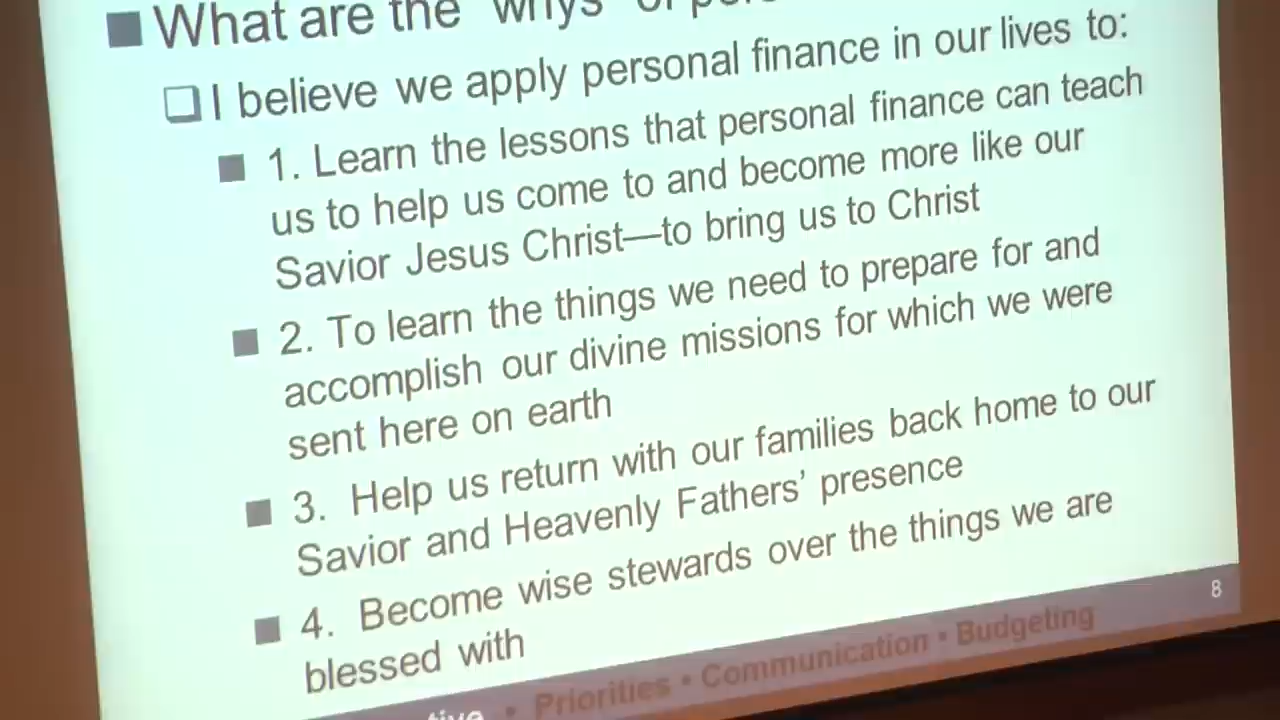 What are the "whys" of
I believe we apply personal finance in our lives to:
1. Learn the lessons that personal finance can teach
us to help us come to and become more like our
Savior Jesus Christ—to bring us to Christ
2. To learn the things we need to prepare for and
accomplish our divine missions for which we were
sent here on earth
3. Help us return with our families back home to our
Savior and Heavenly Fathers' presence
4. Become wise stewards over the things we are
blessed with
8
• Priorities • Communication • Budgeting